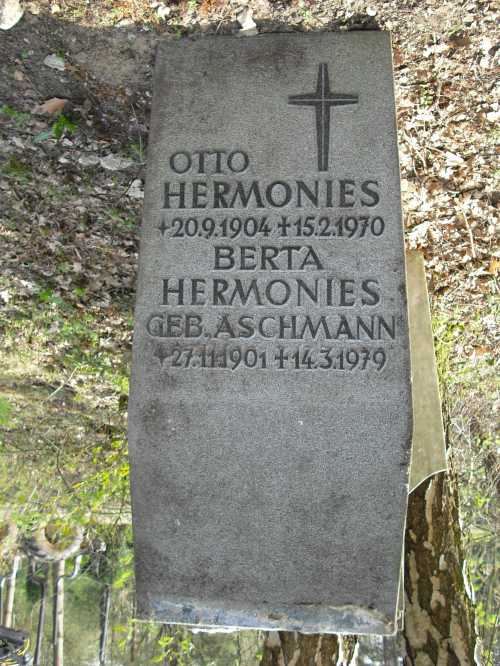 OTTO
HERMONIES
*20.9.1904 +15.2.1970
BERTA
HERMONIES
GEB. ASCHMANN
*27.11.1901 +14.3.1979